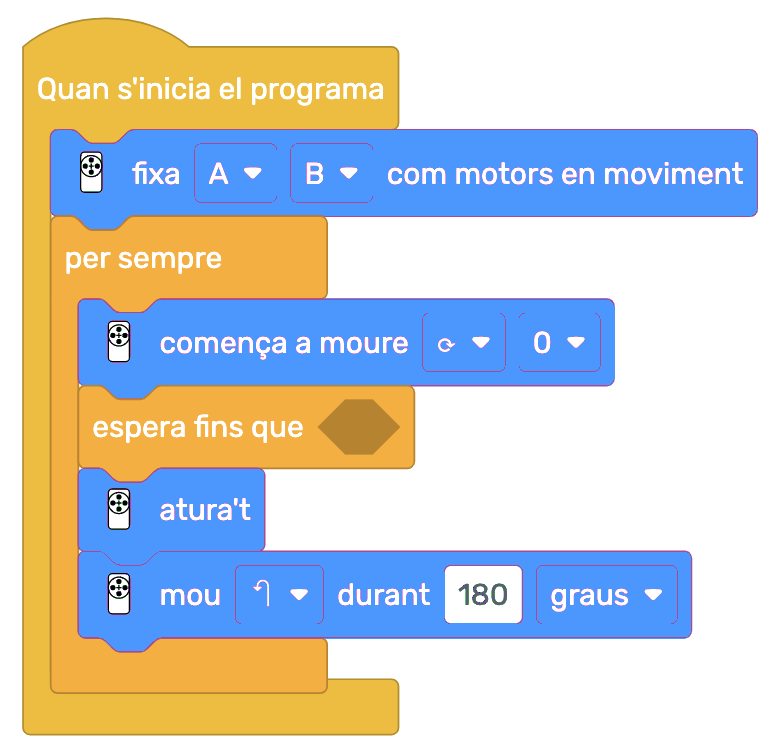 Quan s'inicia el programa
fixa A B com motors en moviment
per sempre
comença a moure ⟳ 0
espera fins que
atura't
mou durant 180 graus